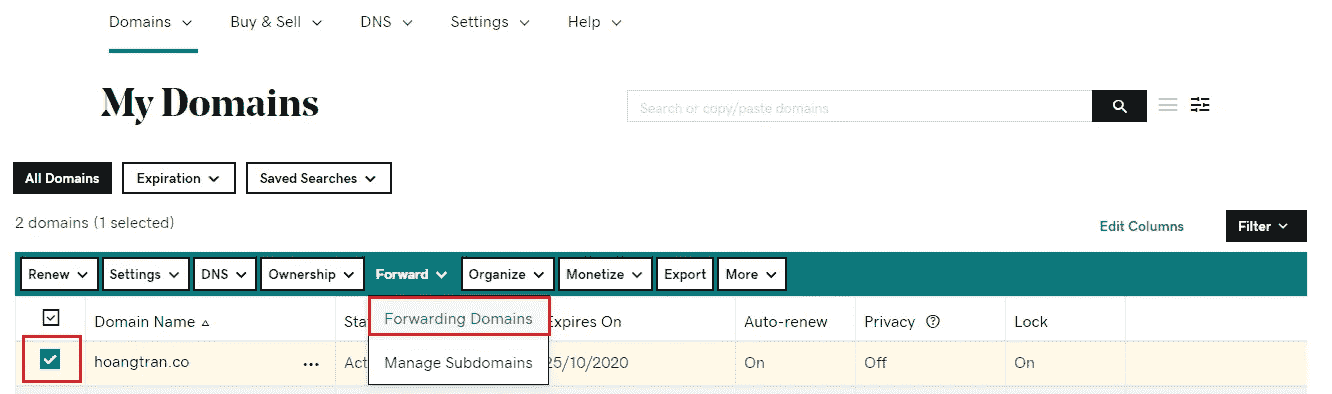 Domains Buy & Sell DNS Settings Help
My Domains
Search or copy/paste domains
All Domains Expiration Saved Searches
2 domains (1 selected)
Edit Columns Filter
Renew Settings DNS Ownership Forward Organize Monetize Export More
Domain Name Sta Forwarding Domains Expires On Auto-renew Privacy ? Lock
hoangtran.co ... Act Manage Subdomains 25/10/2020 On Off On